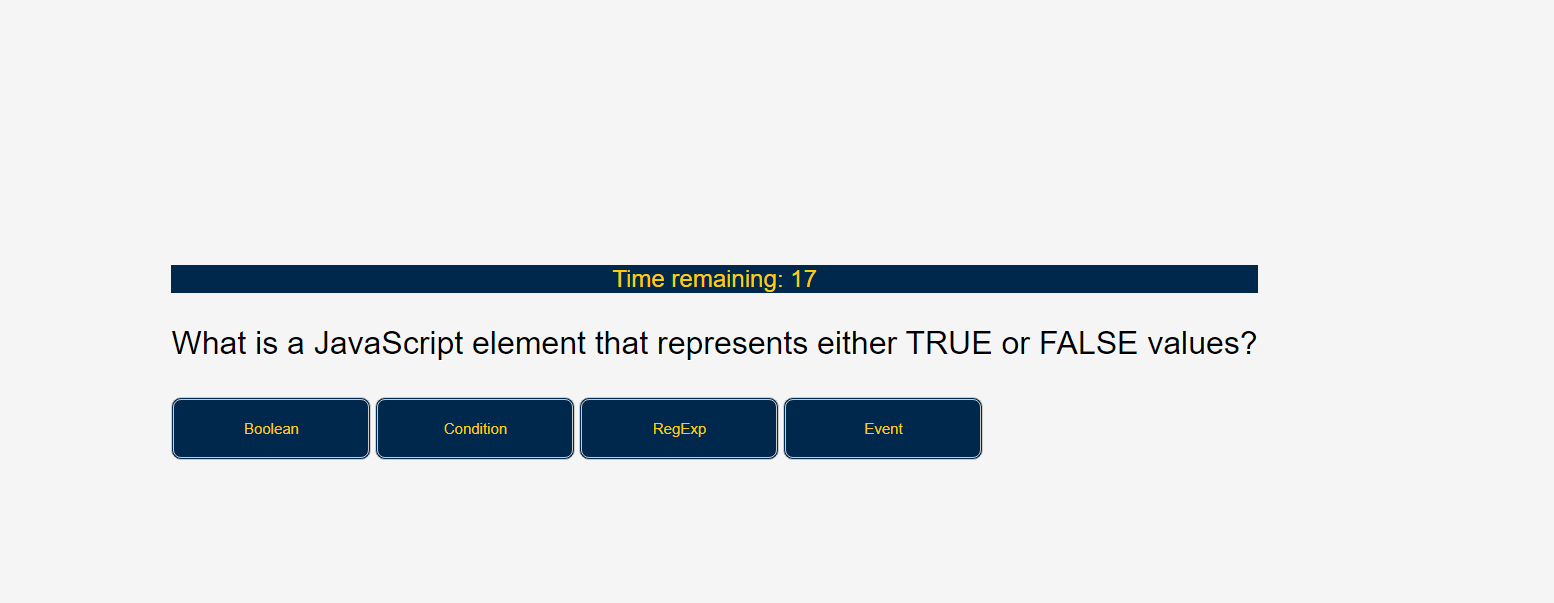 Time remaining: 17
What is a JavaScript element that represents either TRUE or FALSE values?
Boolean Condition RegExp Event